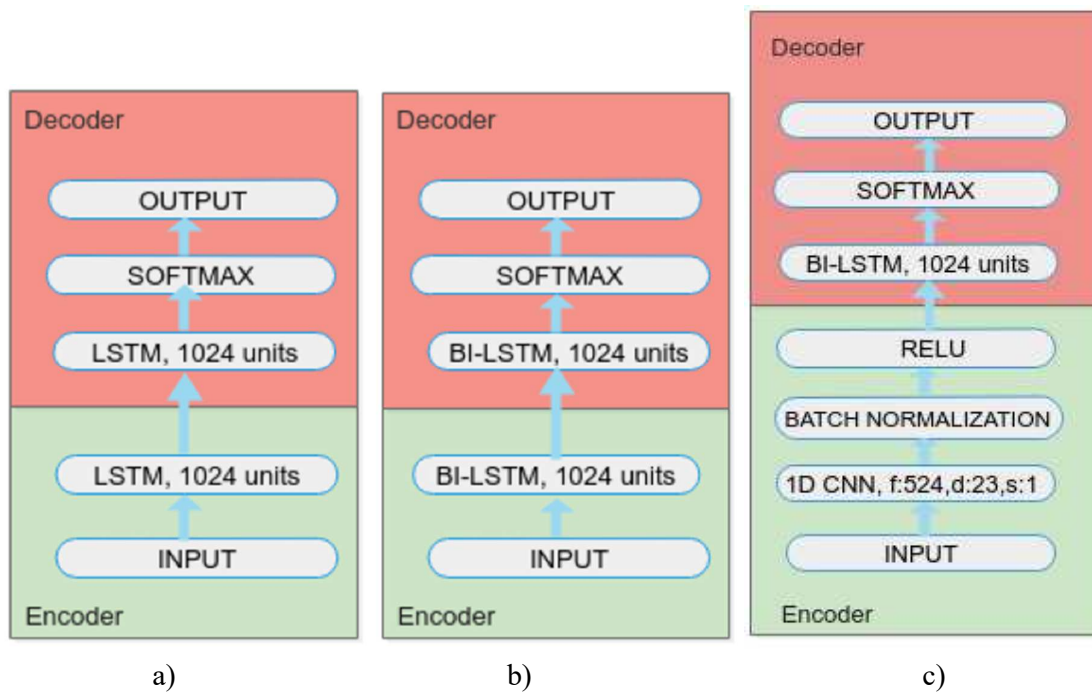 Decoder
OUTPUT
SOFTMAX
LSTM, 1024 units
LSTM, 1024 units
INPUT
Encoder
a)
Decoder
OUTPUT
SOFTMAX
BI-LSTM, 1024 units
BI-LSTM, 1024 units
INPUT
Encoder
b)
Decoder
OUTPUT
SOFTMAX
BI-LSTM, 1024 units
RELU
BATCH NORMALIZATION
1D CNN, f:524,d:23,s:1
INPUT
Encoder
c)